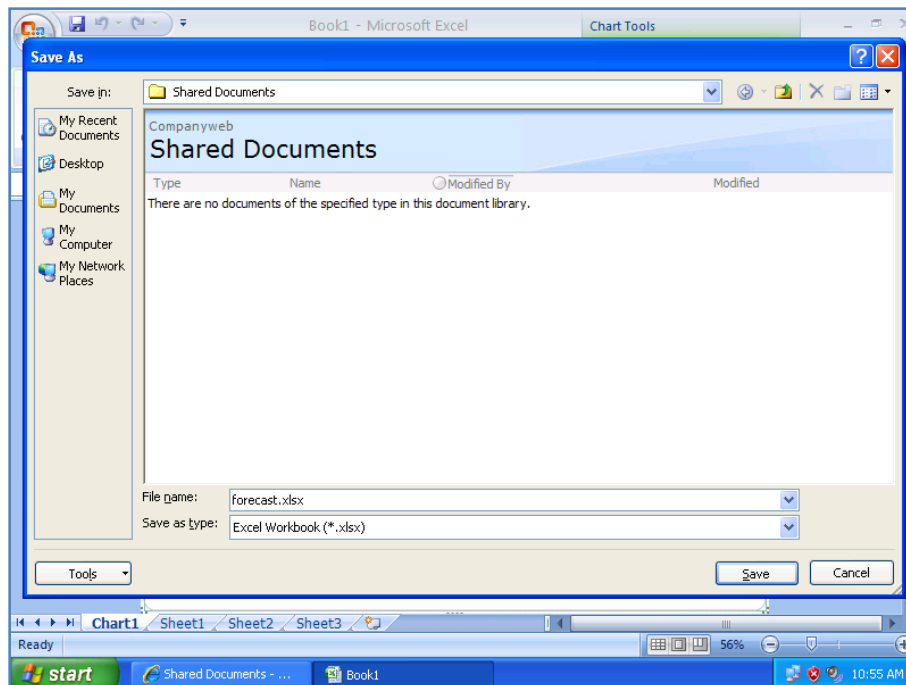 Book1 - Microsoft Excel
Chart Tools
Save As
Save in:
Shared Documents
My Recent
Documents
Desktop
My
Documents
My
Computer
My Network
Places
Companyweb
Shared Documents
Type Name Modified By Modified
There are no documents of the specified type in this document library.
File name:
forecast.xlsx
Save as type:
Excel Workbook (*.xlsx)
Tools
Save
Cancel
Chart1 Sheet1 Sheet2 Sheet3
Ready
56%
start
Shared Documents - ...
Book1
10:55 AM